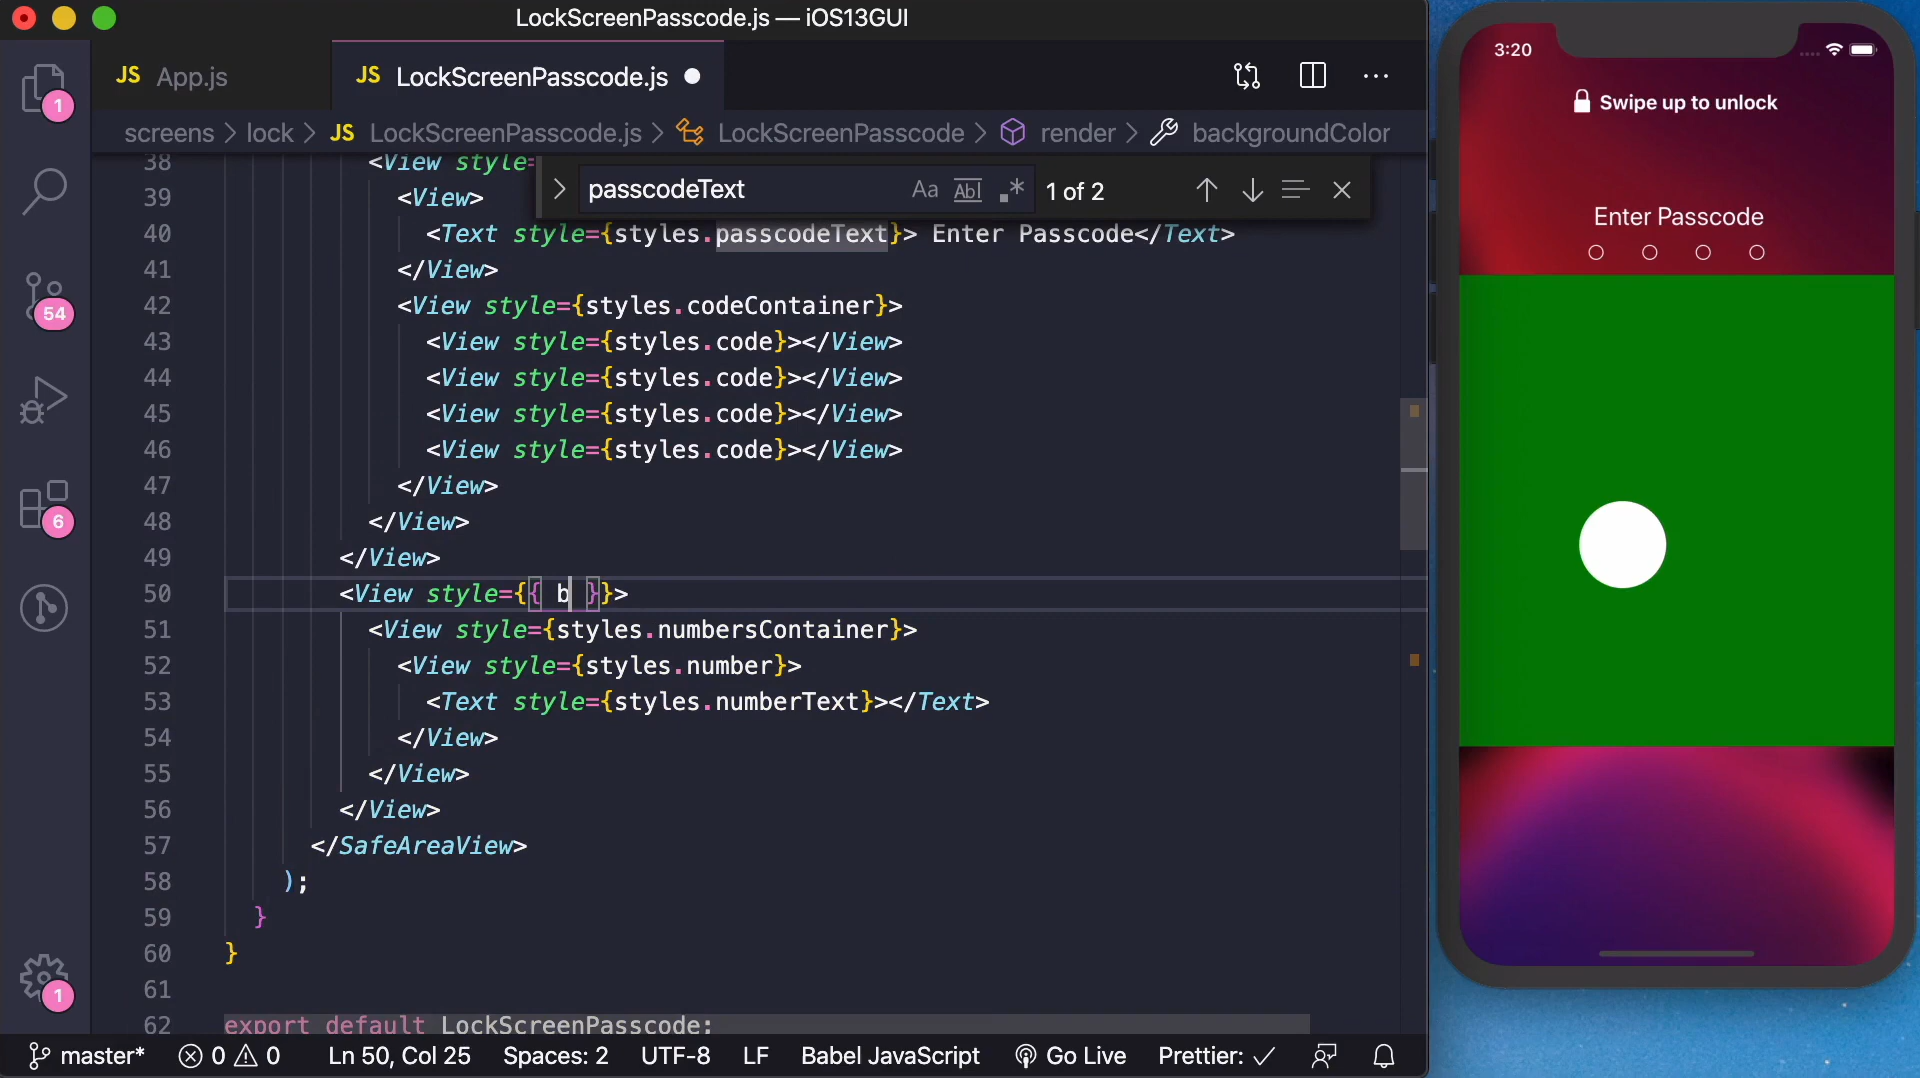 LockScreenPasscode.js — iOS13GUI
JS App.js
JS LockScreenPasscode.js
screens > lock > JS LockScreenPasscode.js > LockScreenPasscode > render > backgroundColor
passcodeText Aa Abl .* 1 of 2
38 <View style=
39 <View>
40 <Text style={styles.passcodeText}> Enter Passcode</Text>
41 </View>
42 <View style={styles.codeContainer}>
43 <View style={styles.code}></View>
44 <View style={styles.code}></View>
45 <View style={styles.code}></View>
46 <View style={styles.code}></View>
47 </View>
48 </View>
49 </View>
50 <View style={{ b }}>
51 <View style={styles.numbersContainer}>
52 <View style={styles.number}>
53 <Text style={styles.numberText}></Text>
54 </View>
55 </View>
56 </View>
57 </SafeAreaView>
58 );
59 }
60 }
61
62 export default LockScreenPasscode;
1
54
6
1
master* 0 0 Ln 50, Col 25 Spaces: 2 UTF-8 LF Babel JavaScript Go Live Prettier: ✓
3:20
Swipe up to unlock
Enter Passcode